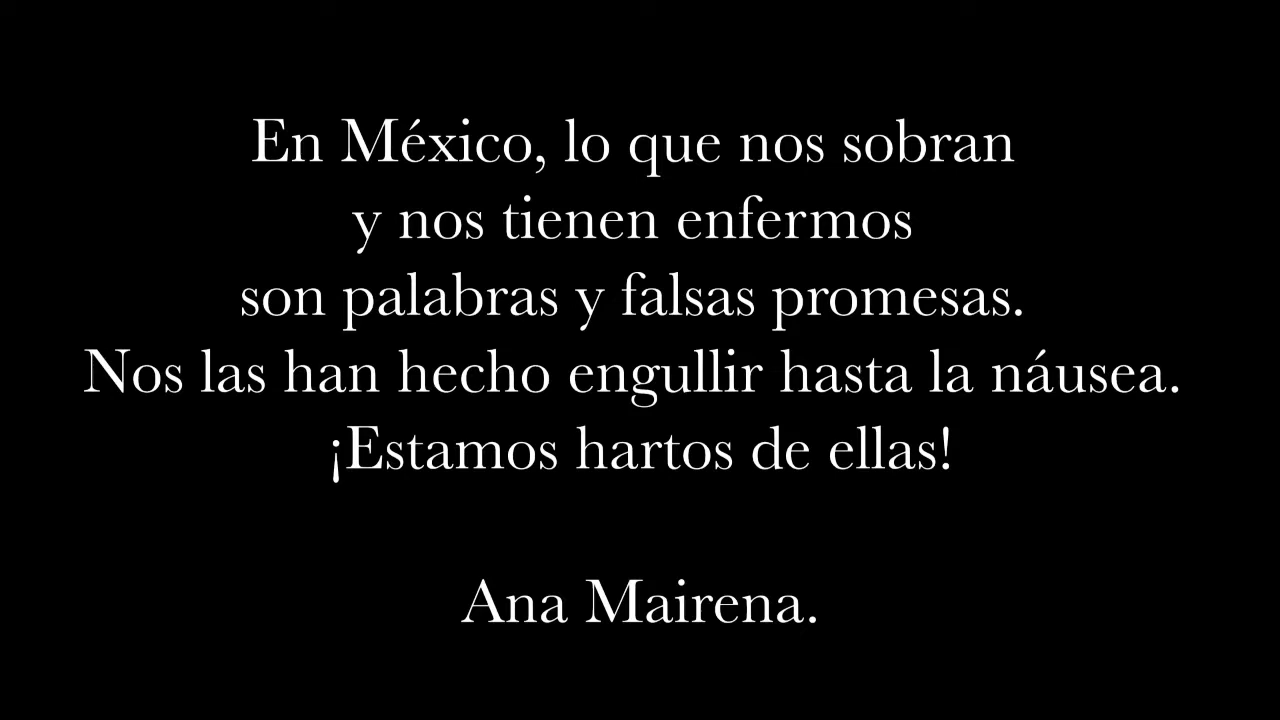 En México, lo que nos sobran
y nos tienen enfermos
son palabras y falsas promesas.
Nos las han hecho engullir hasta la náusea.
¡Estamos hartos de ellas!
Ana Mairena.